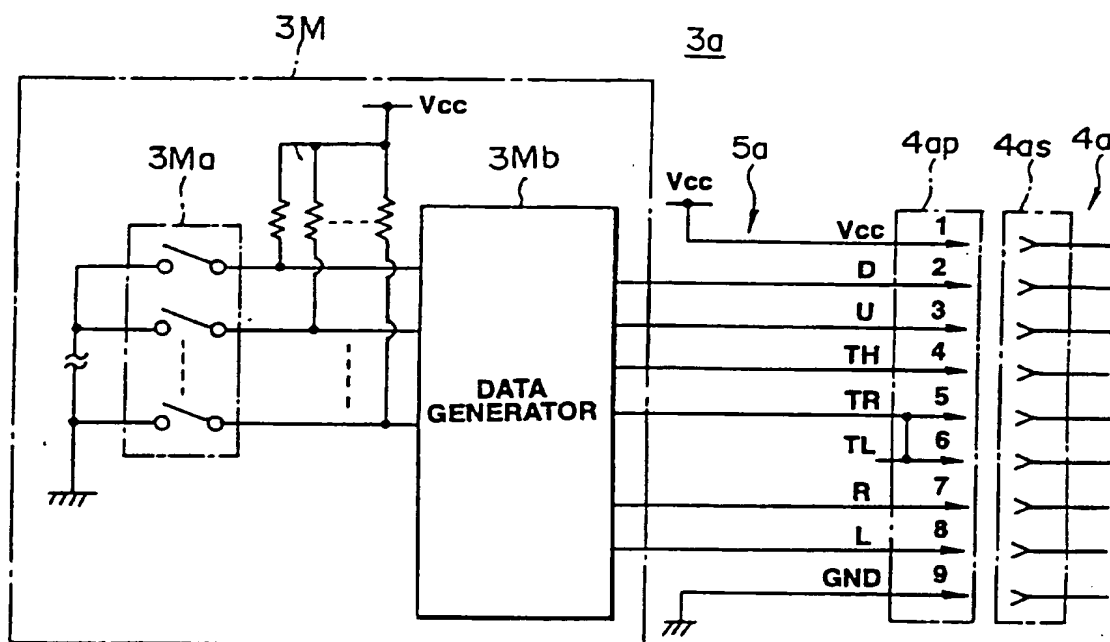 3M
3a
Vcc
3Ma
3Mb
5a
4ap
4as
4a
Vcc
Vcc
1
D
2
U
3
TH
4
DATA
GENERATOR
TR
5
TL
6
R
7
L
8
GND
9